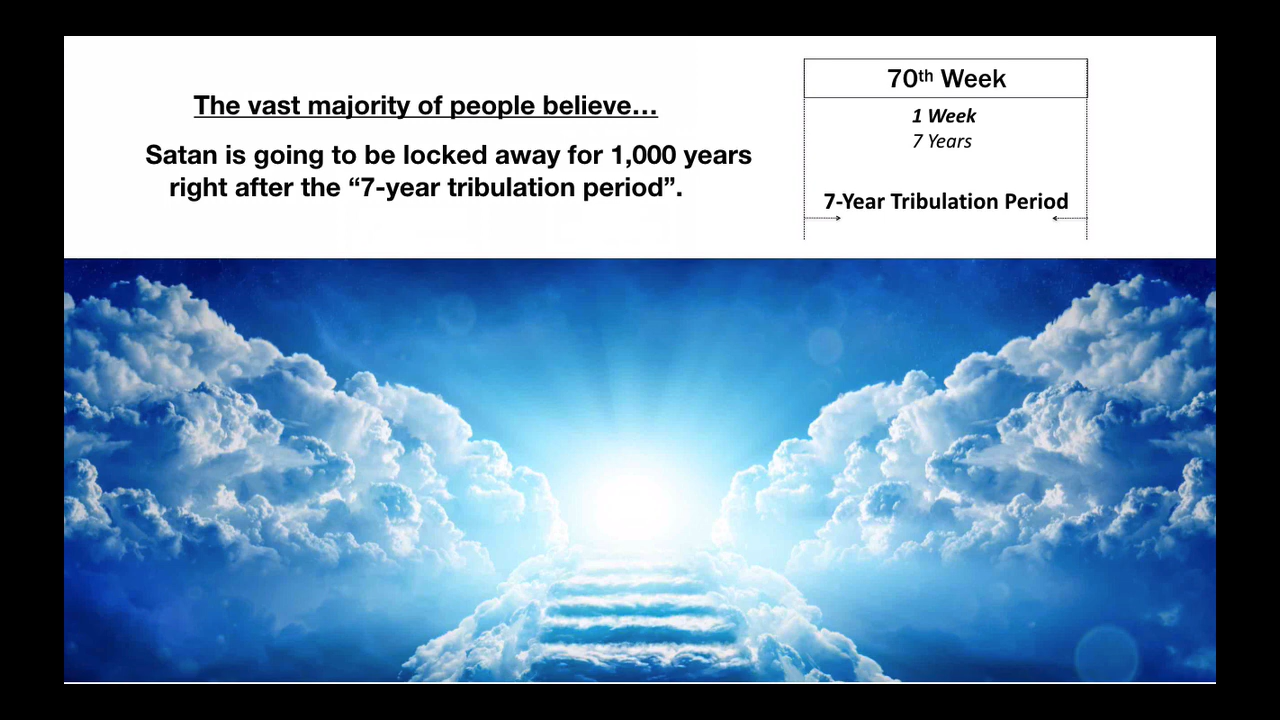 The vast majority of people believe…
Satan is going to be locked away for 1,000 years
right after the “7-year tribulation period”.
70th Week
1 Week
7 Years
7-Year Tribulation Period